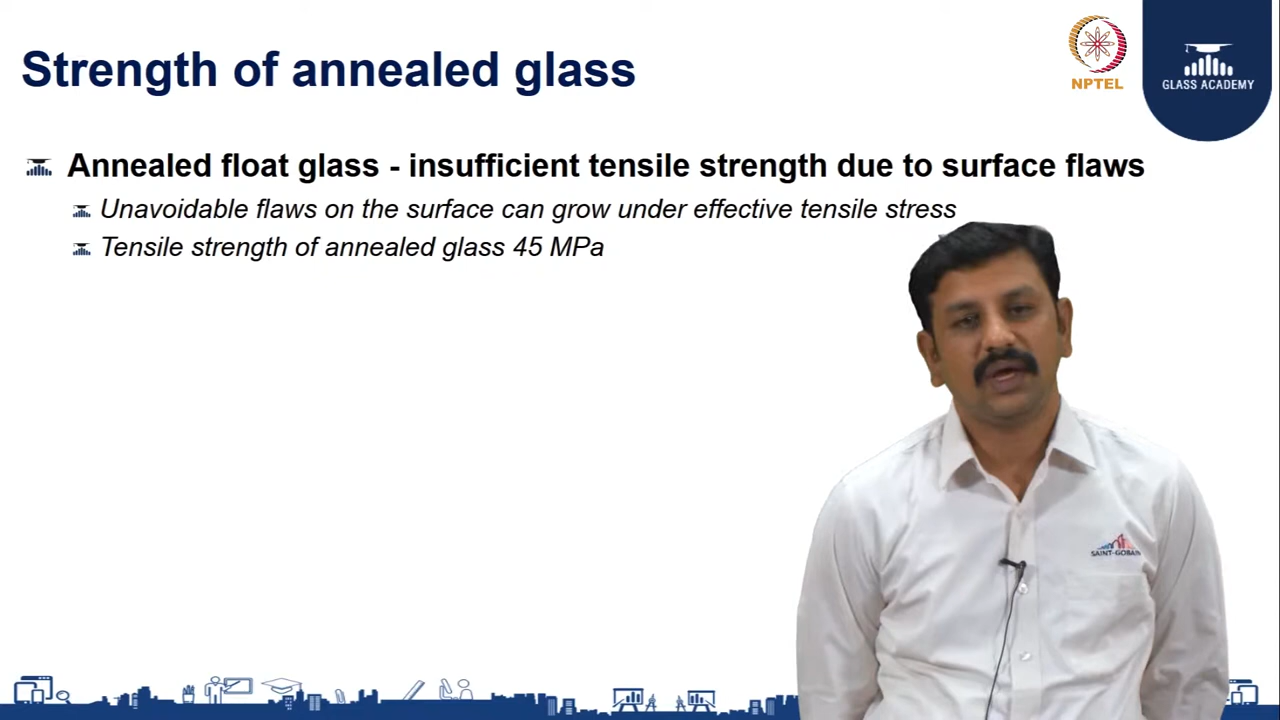 Strength of annealed glass
NPTEL
GLASS ACADEMY
Annealed float glass - insufficient tensile strength due to surface flaws
Unavoidable flaws on the surface can grow under effective tensile stress
Tensile strength of annealed glass 45 MPa
SAINT-GOBAIN